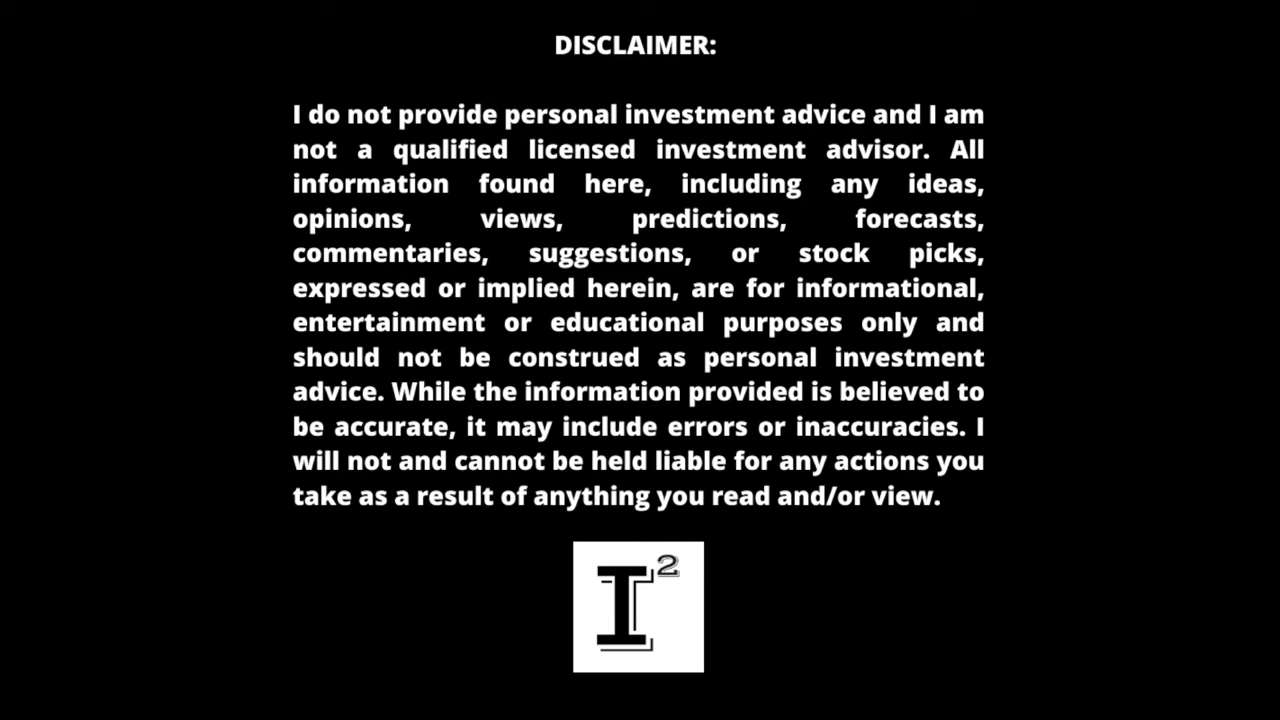 DISCLAIMER:
I do not provide personal investment advice and I am
not a qualified licensed investment advisor. All
information found here, including any ideas,
opinions, views, predictions, forecasts,
commentaries, suggestions, or stock picks,
expressed or implied herein, are for informational,
entertainment or educational purposes only and
should not be construed as personal investment
advice. While the information provided is believed to
be accurate, it may include errors or inaccuracies. I
will not and cannot be held liable for any actions you
take as a result of anything you read and/or view.
I²